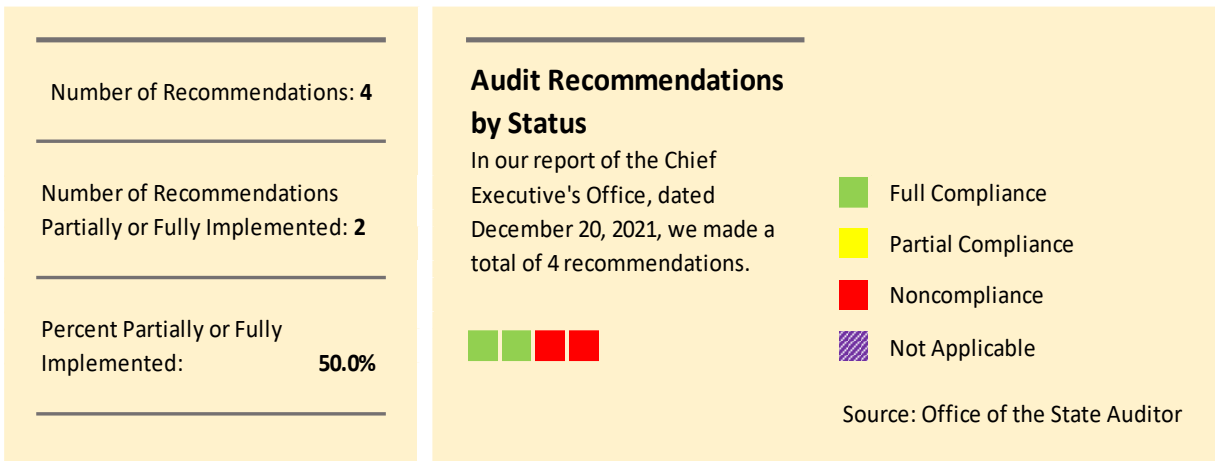 Number of Recommendations: 4
Number of Recommendations
Partially or Fully Implemented: 2
Percent Partially or Fully
Implemented: 50.0%
Audit Recommendations
by Status
In our report of the Chief
Executive's Office, dated
December 20, 2021, we made a
total of 4 recommendations.
Full Compliance
Partial Compliance
Noncompliance
Not Applicable
Source: Office of the State Auditor